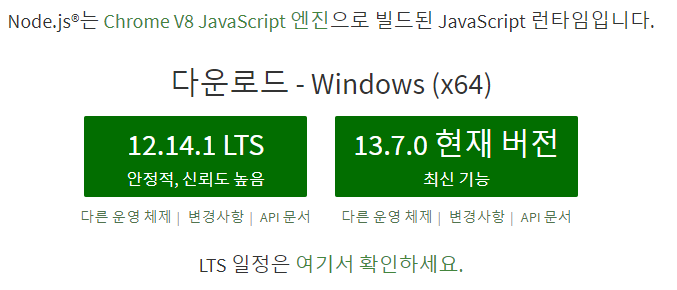 Node.js®는 Chrome V8 JavaScript 엔진으로 빌드된 JavaScript 런타임입니다.
다운로드 - Windows (x64)
12.14.1 LTS
안정적, 신뢰도 높음
13.7.0 현재 버전
최신 기능
다른 운영 체제 | 변경사항 | API 문서
다른 운영 체제 | 변경사항 | API 문서
LTS 일정은 여기서 확인하세요.